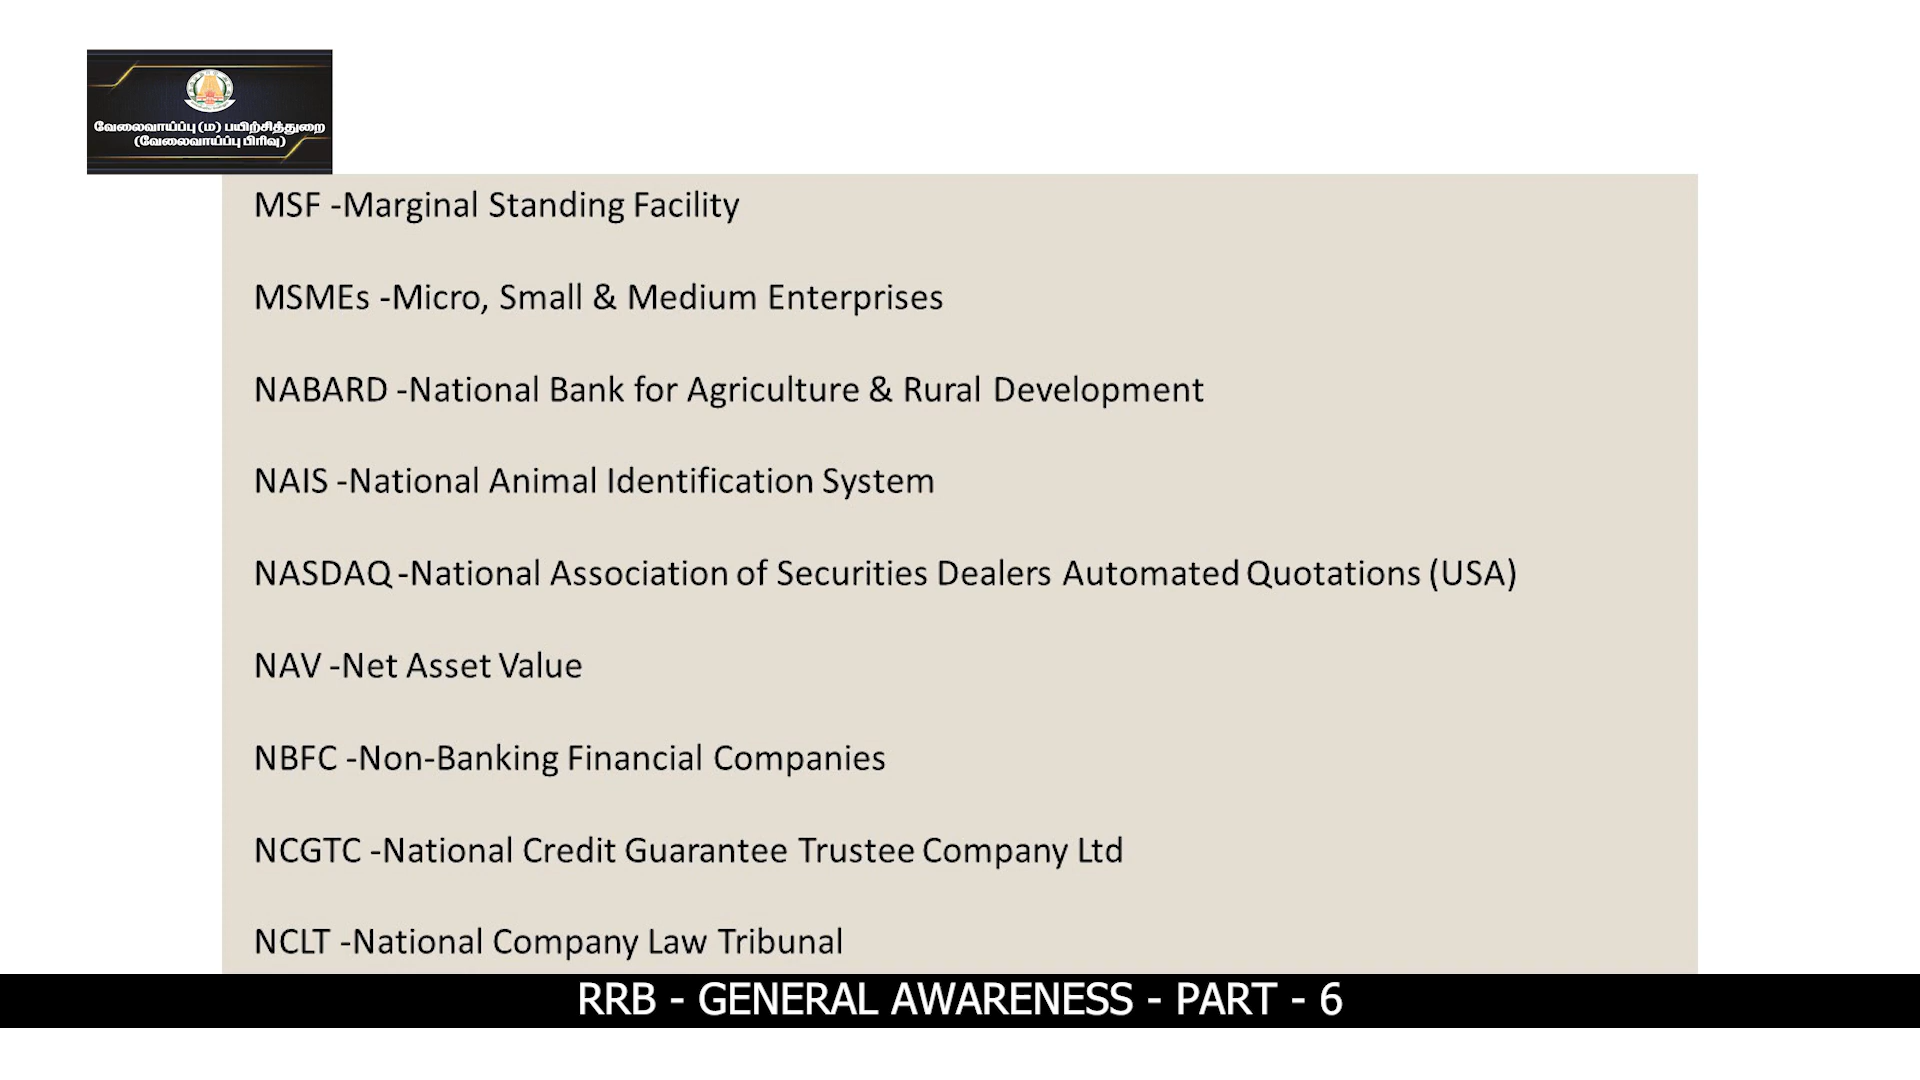 வேலைவாய்ப்பு (ம) பயிற்சித்துறை
(வேலைவாய்ப்பு பிரிவு)
MSF -Marginal Standing Facility
MSMEs -Micro, Small & Medium Enterprises
NABARD -National Bank for Agriculture & Rural Development
NAIS -National Animal Identification System
NASDAQ -National Association of Securities Dealers Automated Quotations (USA)
NAV -Net Asset Value
NBFC -Non-Banking Financial Companies
NCGTC -National Credit Guarantee Trustee Company Ltd
NCLT -National Company Law Tribunal
RRB - GENERAL AWARENESS - PART - 6